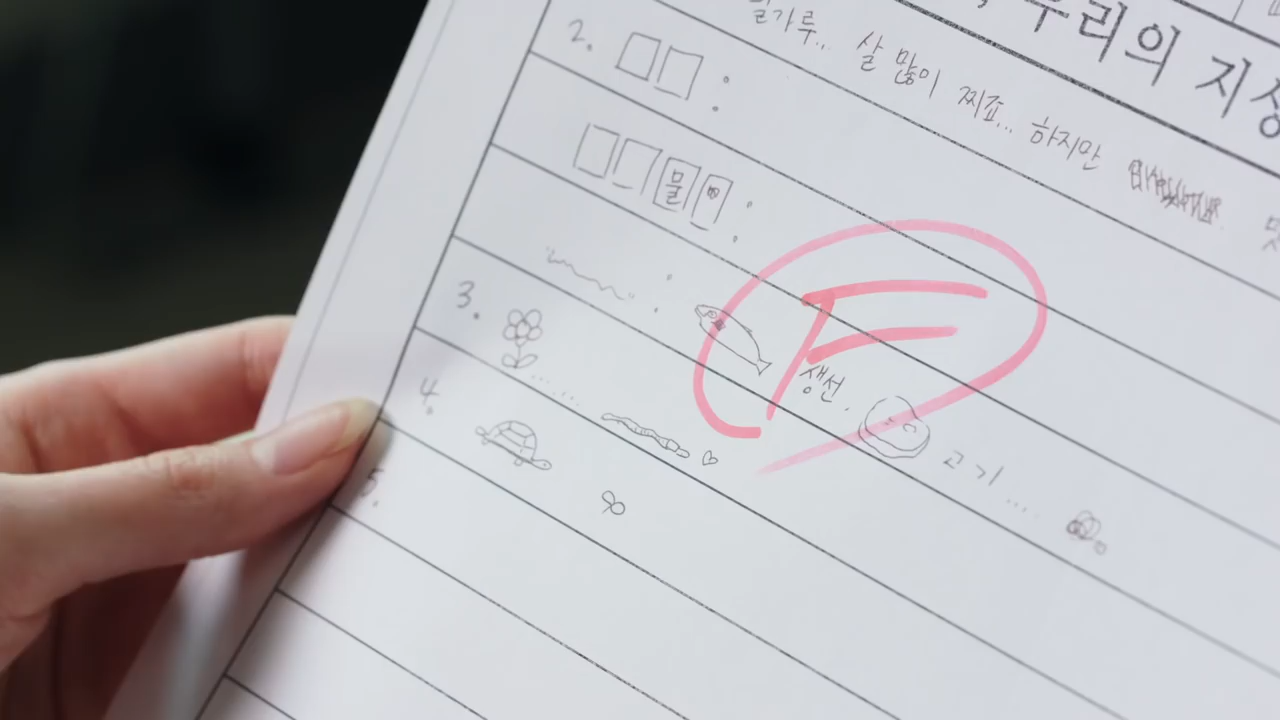 우리의 지성
밀가루.. 살 많이 찌죠... 하지만
2. □□ :
□□물 :
:
3.
생선, 고기....
4.
5.
F